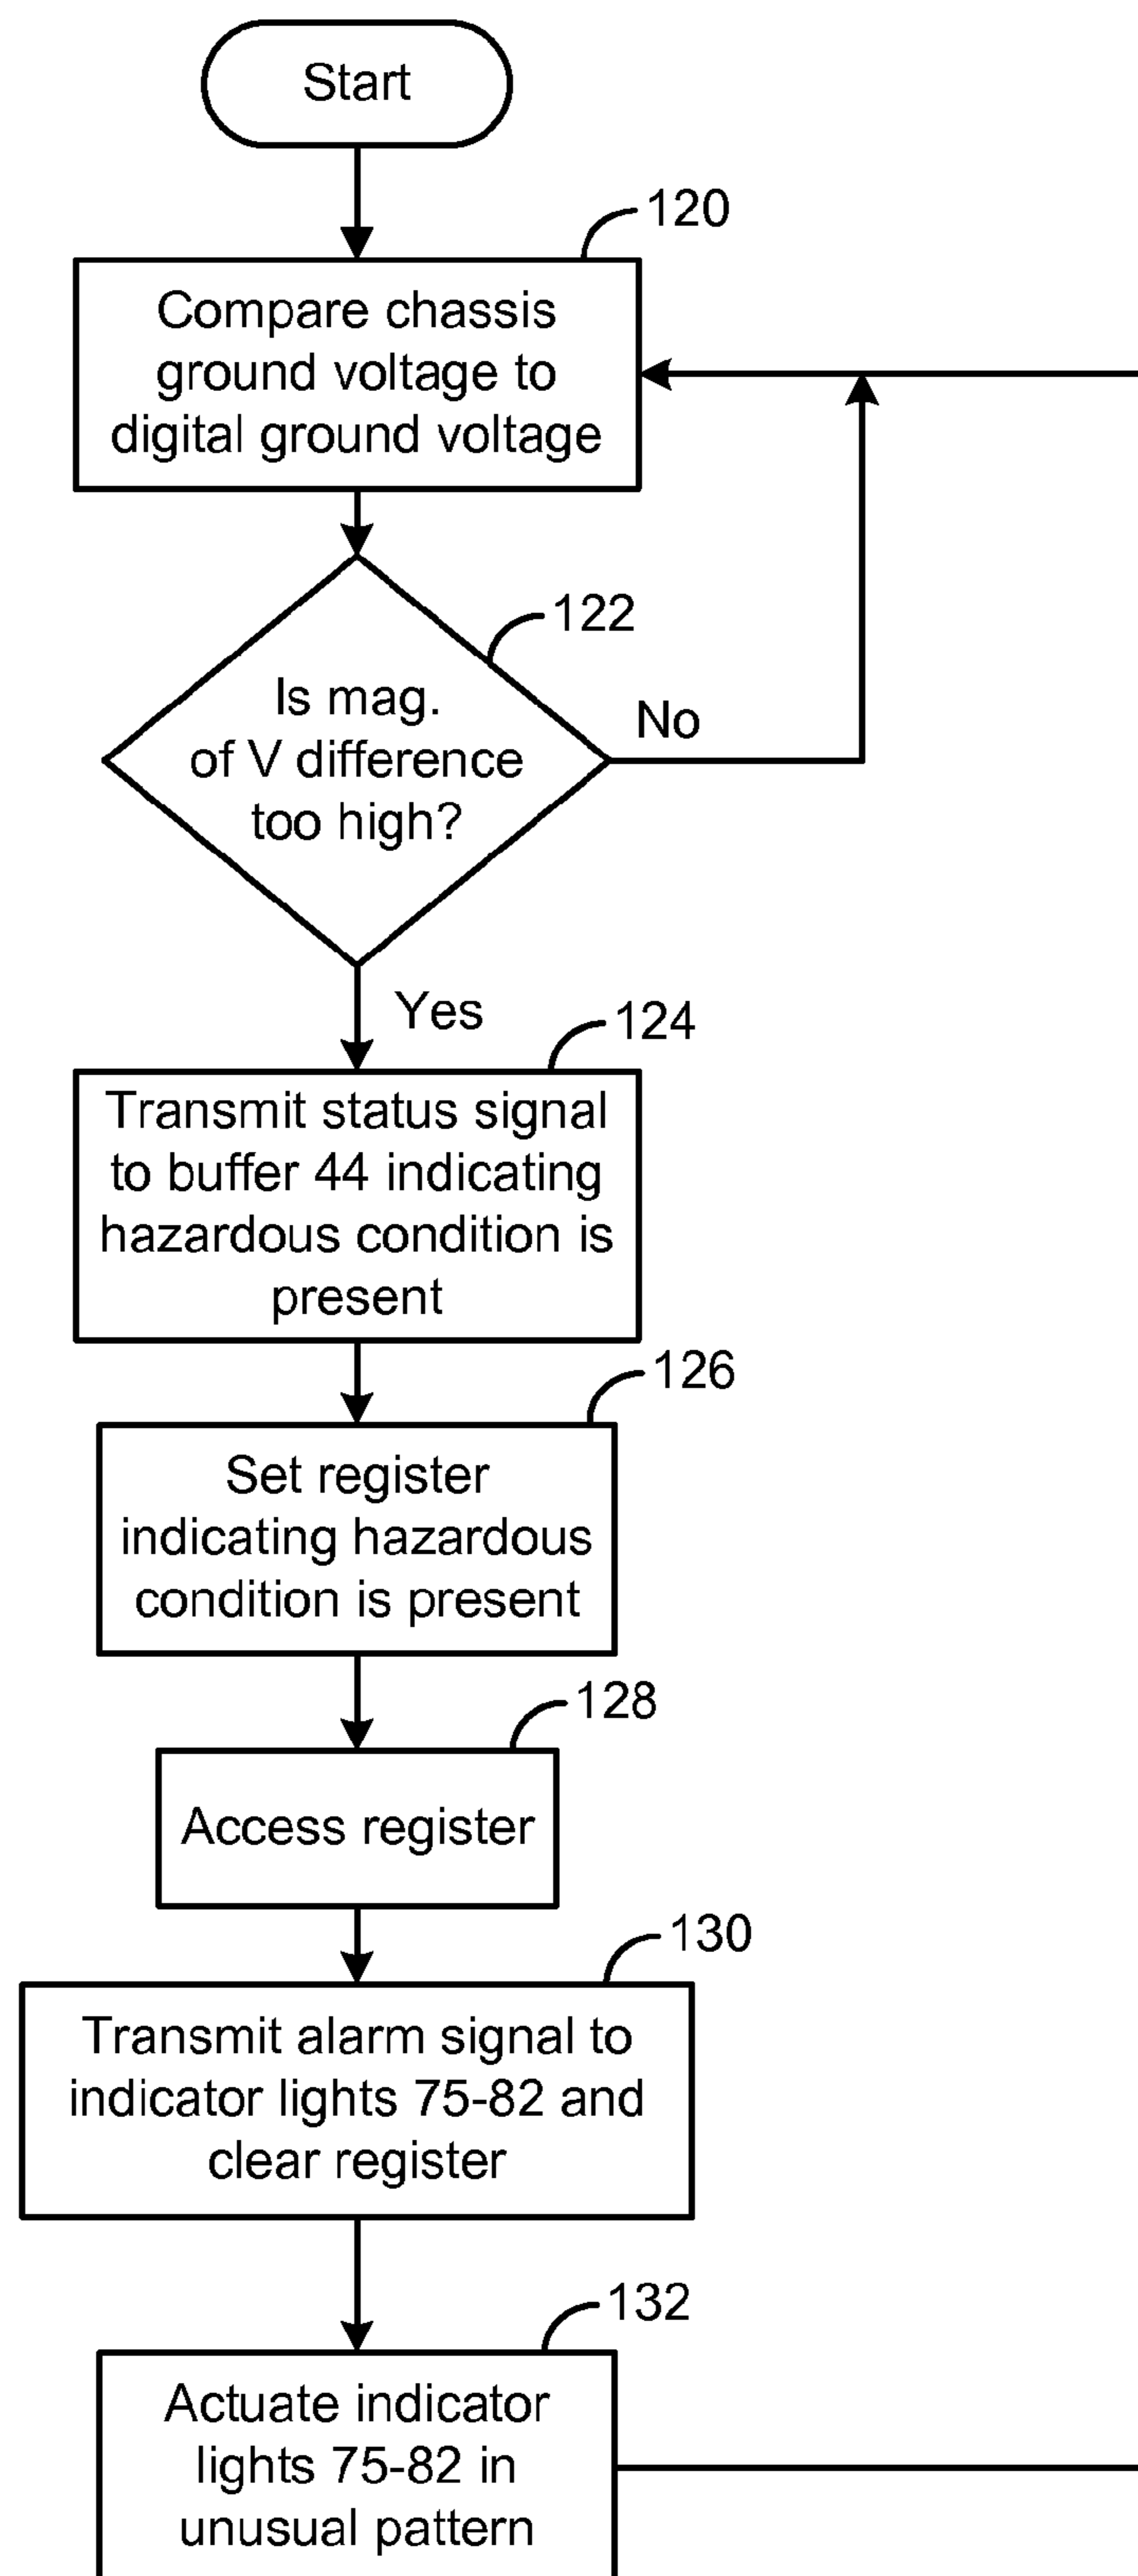 Start
120
Compare chassis
ground voltage to
digital ground voltage
122
Is mag.
of V difference
too high?
No
Yes
124
Transmit status signal
to buffer 44 indicating
hazardous condition is
present
126
Set register
indicating hazardous
condition is present
128
Access register
130
Transmit alarm signal to
indicator lights 75-82 and
clear register
132
Actuate indicator
lights 75-82 in
unusual pattern